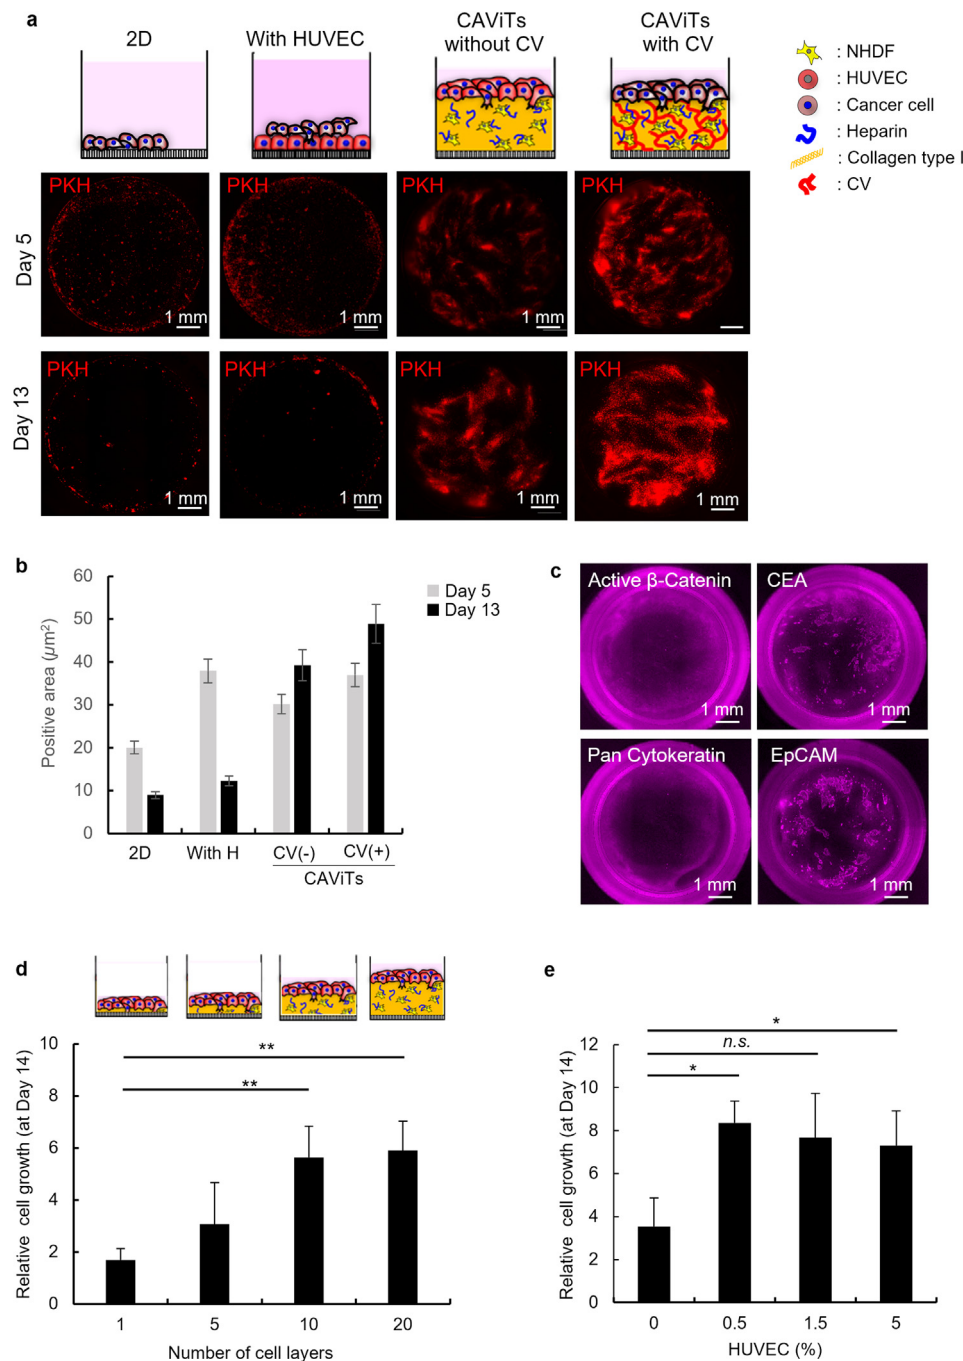 a
2D
With HUVEC
CAViTs
without CV
CAViTs
with CV
: NHDF
: HUVEC
: Cancer cell
: Heparin
: Collagen type I
: CV
Day 5
PKH
1 mm
PKH
1 mm
PKH
1 mm
PKH
Day 13
PKH
1 mm
PKH
1 mm
PKH
1 mm
PKH
1 mm
b
Positive area (µm²)
60
50
40
30
20
10
0
Day 5
Day 13
2D
With H
CV(-)
CV(+)
CAViTs
c
Active β-Catenin
1 mm
CEA
1 mm
Pan Cytokeratin
1 mm
EpCAM
1 mm
d
Relative cell growth (at Day 14)
10
8
6
4
2
0
**
**
1
5
10
20
Number of cell layers
e
Relative cell growth (at Day 14)
12
10
8
6
4
2
0
*
n.s.
*
0
0.5
1.5
5
HUVEC (%)